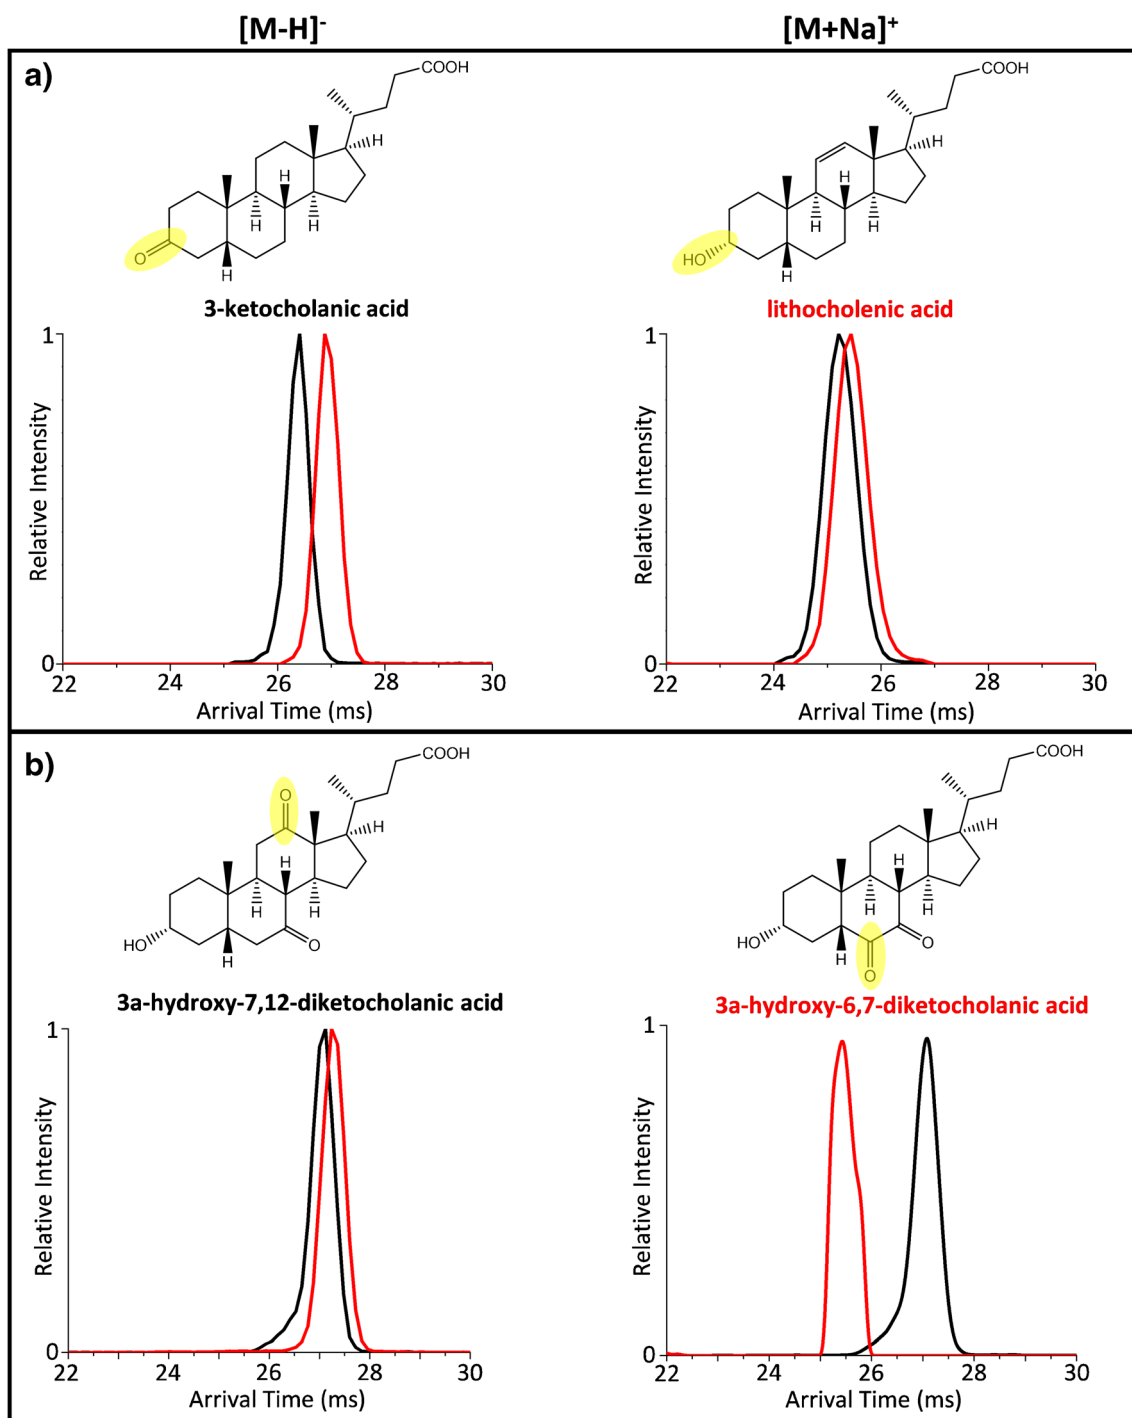 [M-H]- [M+Na]+
a)
COOH COOH
H H
H H
H H H H
O HO
H H
3-ketocholanic acid lithocholenic acid
1 1
Relative Intensity Relative Intensity
0 0
22 24 26 28 30 22 24 26 28 30
Arrival Time (ms) Arrival Time (ms)
b)
COOH COOH
O
H H
H H
H H H H
HO O HO O
H H O
3a-hydroxy-7,12-diketocholanic acid 3a-hydroxy-6,7-diketocholanic acid
1 1
Relative Intensity Relative Intensity
0 0
22 24 26 28 30 22 24 26 28 30
Arrival Time (ms) Arrival Time (ms)